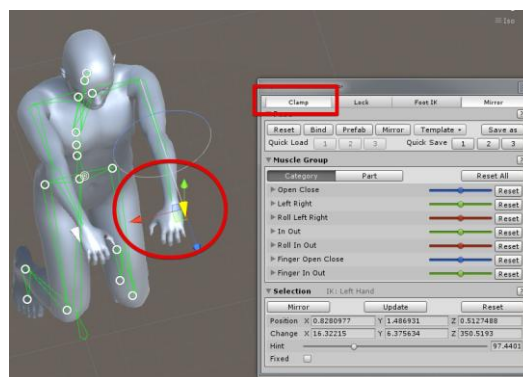 Iso
Clamp Lock Foot IK Mirror
Reset Bind Prefab Mirror Template Save as
Quick Load 1 2 3 Quick Save 1 2 3
Muscle Group
Category Part Reset All
Open Close Reset
Left Right Reset
Roll Left Right Reset
In Out Reset
Roll In Out Reset
Finger Open Close Reset
Finger In Out Reset
Selection IK: Left Hand
Mirror Update Reset
Position X 0.8280977 Y 1.486931 Z 0.5127488
Change X 16.32215 Y 6.375634 Z 350.5193
Hint 97.4401
Fixed